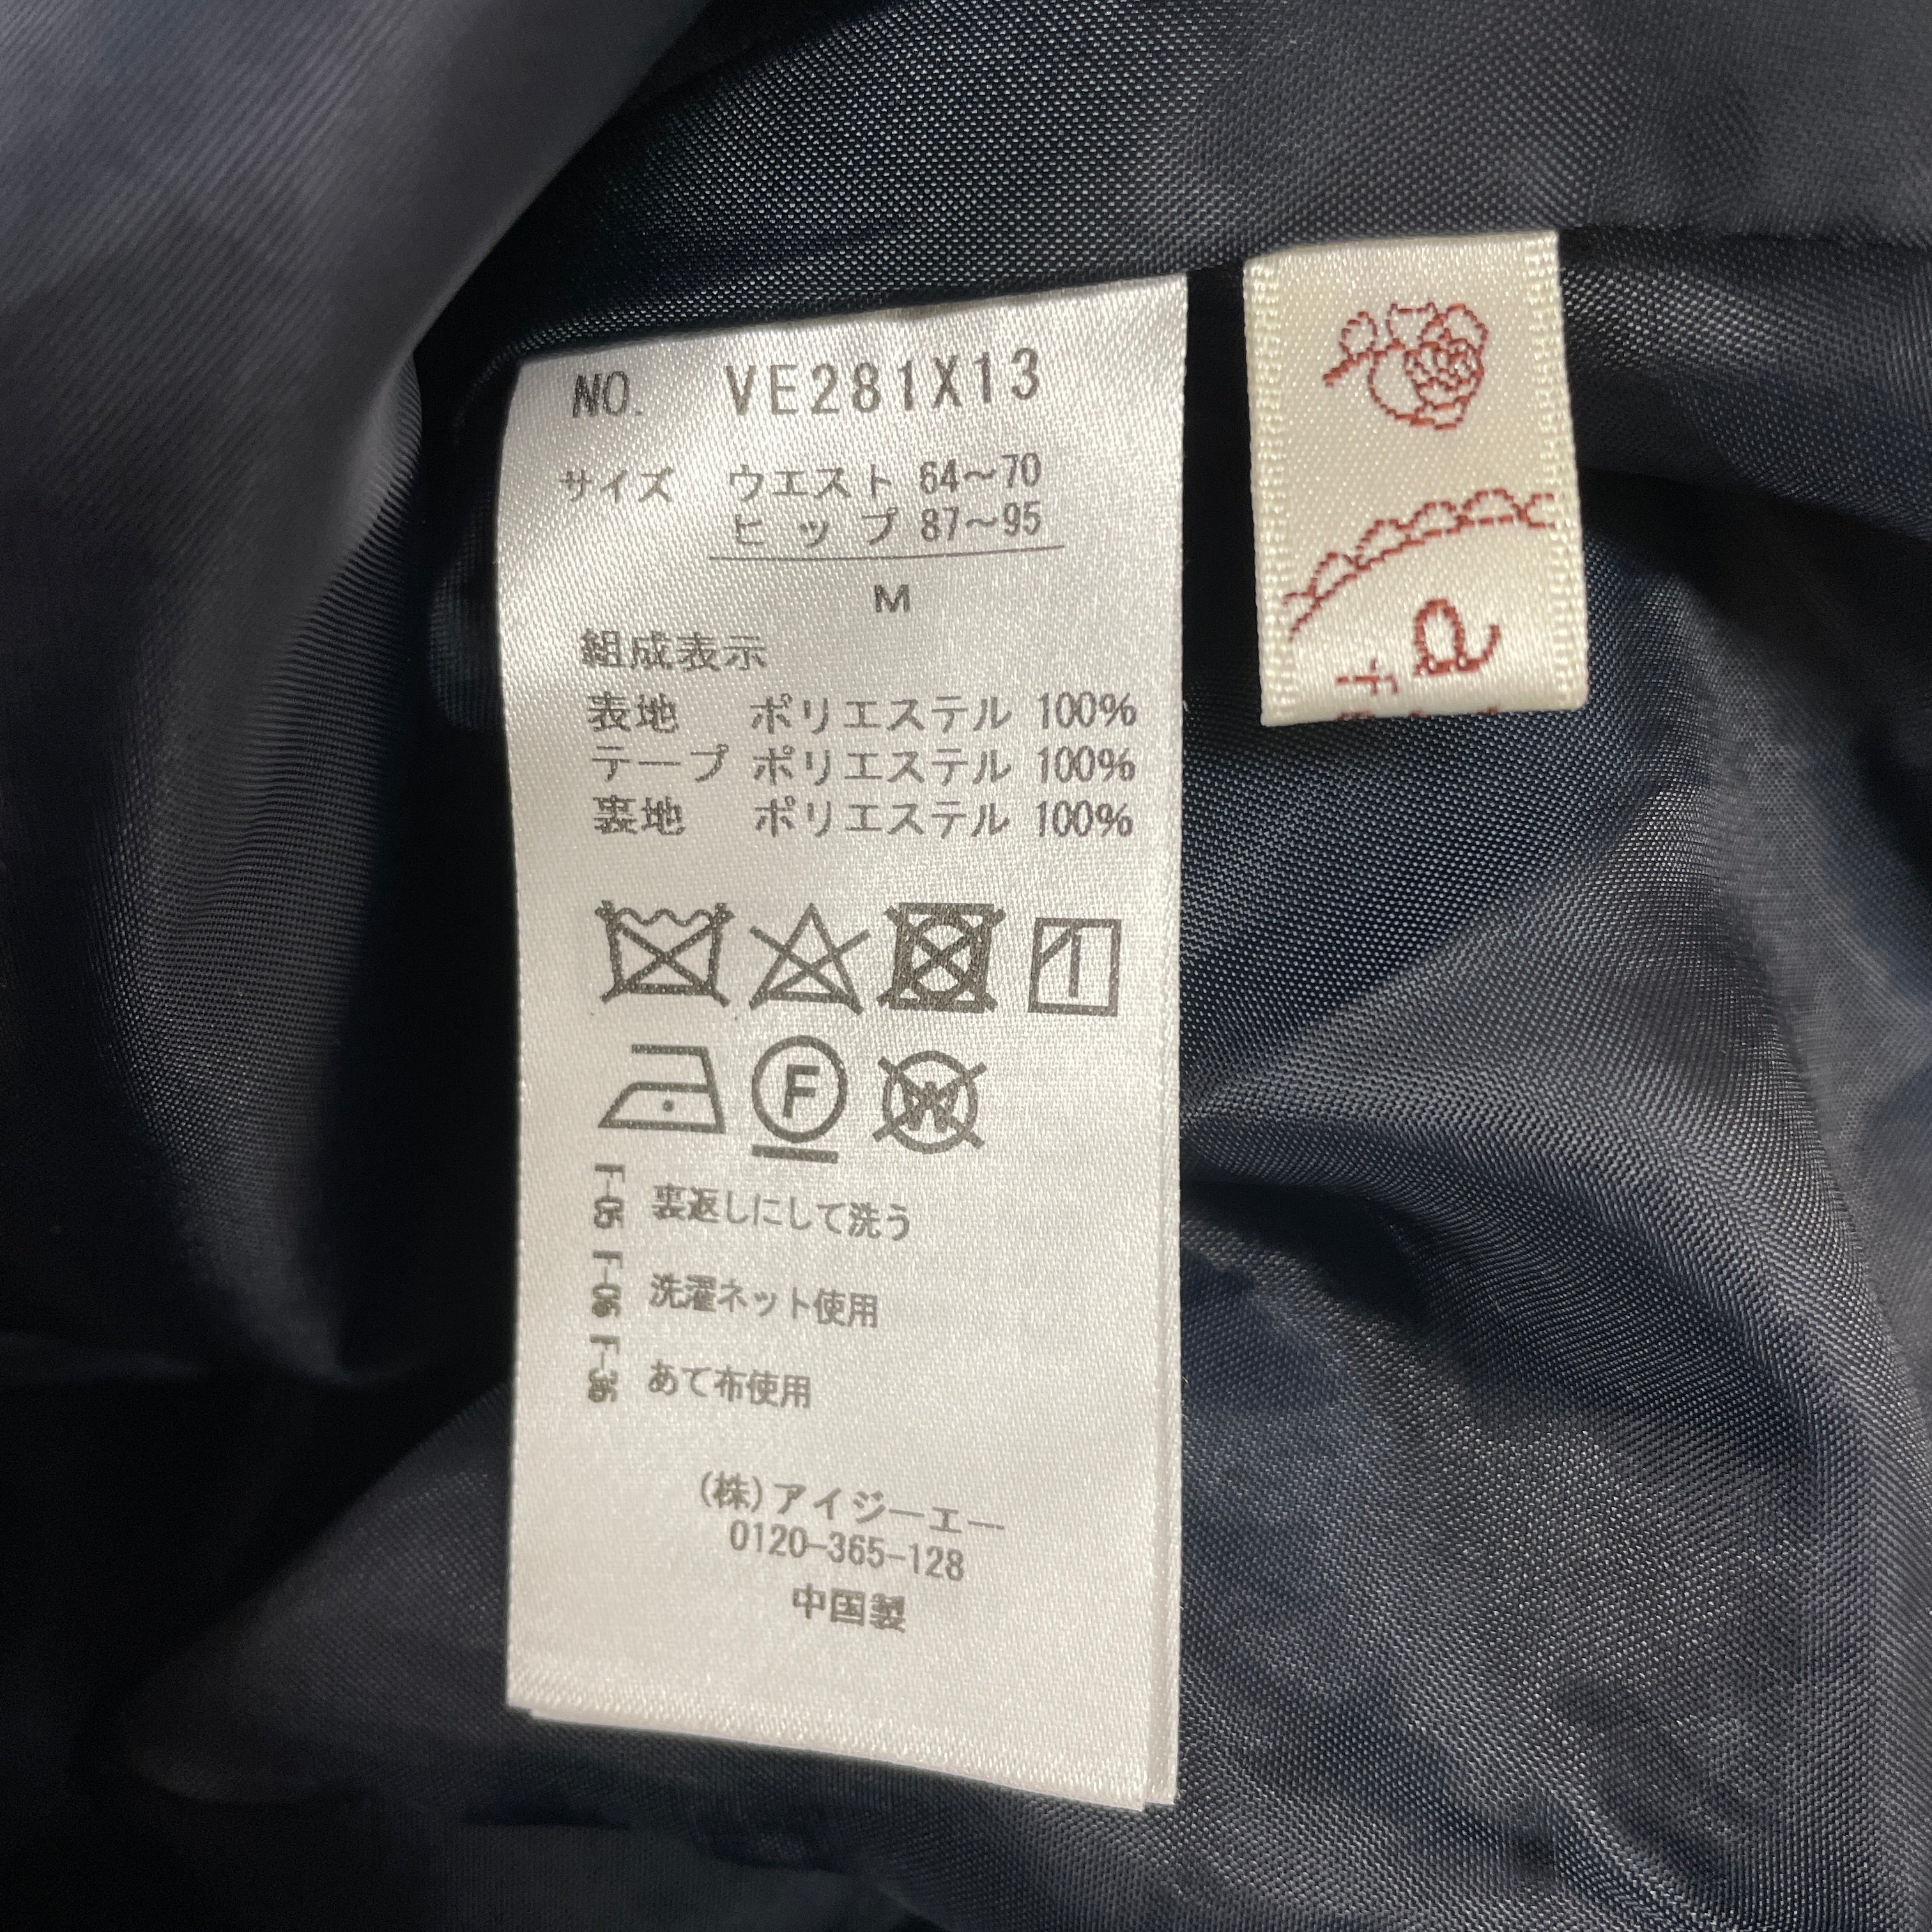 NO. VE281X13
サイズ ウエスト 64～70
ヒップ 87～95
M
組成表示
表地 ポリエステル 100%
テープ ポリエステル 100%
裏地 ポリエステル 100%
F
W
F-05 裏返しにして洗う
F-06 洗濯ネット使用
F-36 あて布使用
(株)アイジーエー
0120-365-128
中国製
a